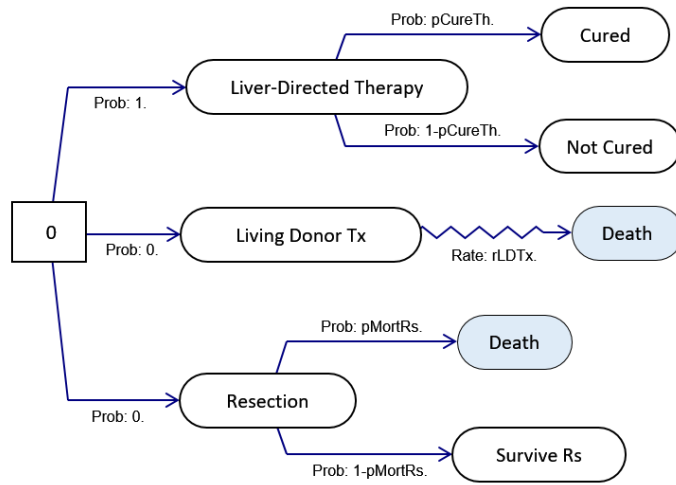 Prob: pCureTh.
Cured
Liver-Directed Therapy
Prob: 1.
Prob: 1-pCureTh.
Not Cured
0
Living Donor Tx
Death
Prob: 0.
Rate: rLDTx.
Prob: pMortRs.
Death
Resection
Prob: 0.
Survive Rs
Prob: 1-pMortRs.